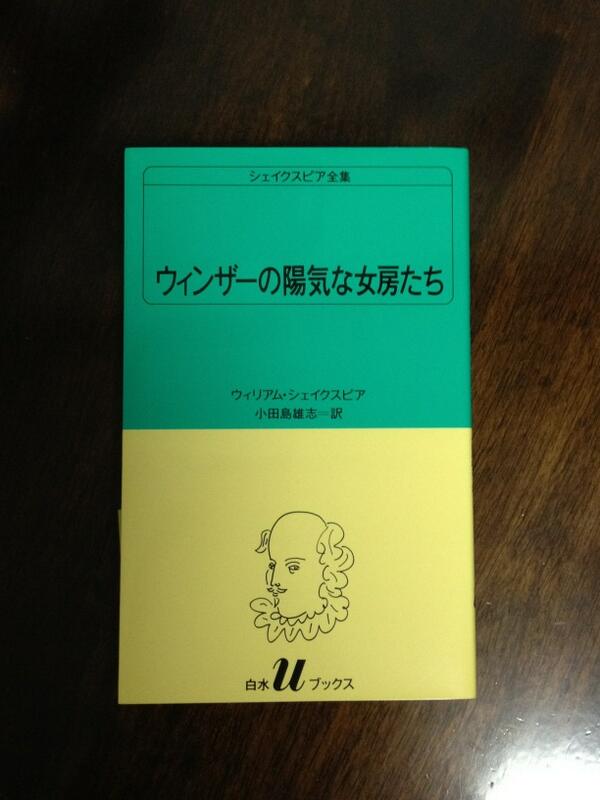 シェイクスピア全集
ウィンザーの陽気な女房たち
ウィリアム・シェイクスピア
小田島雄志=訳
白水uブックス